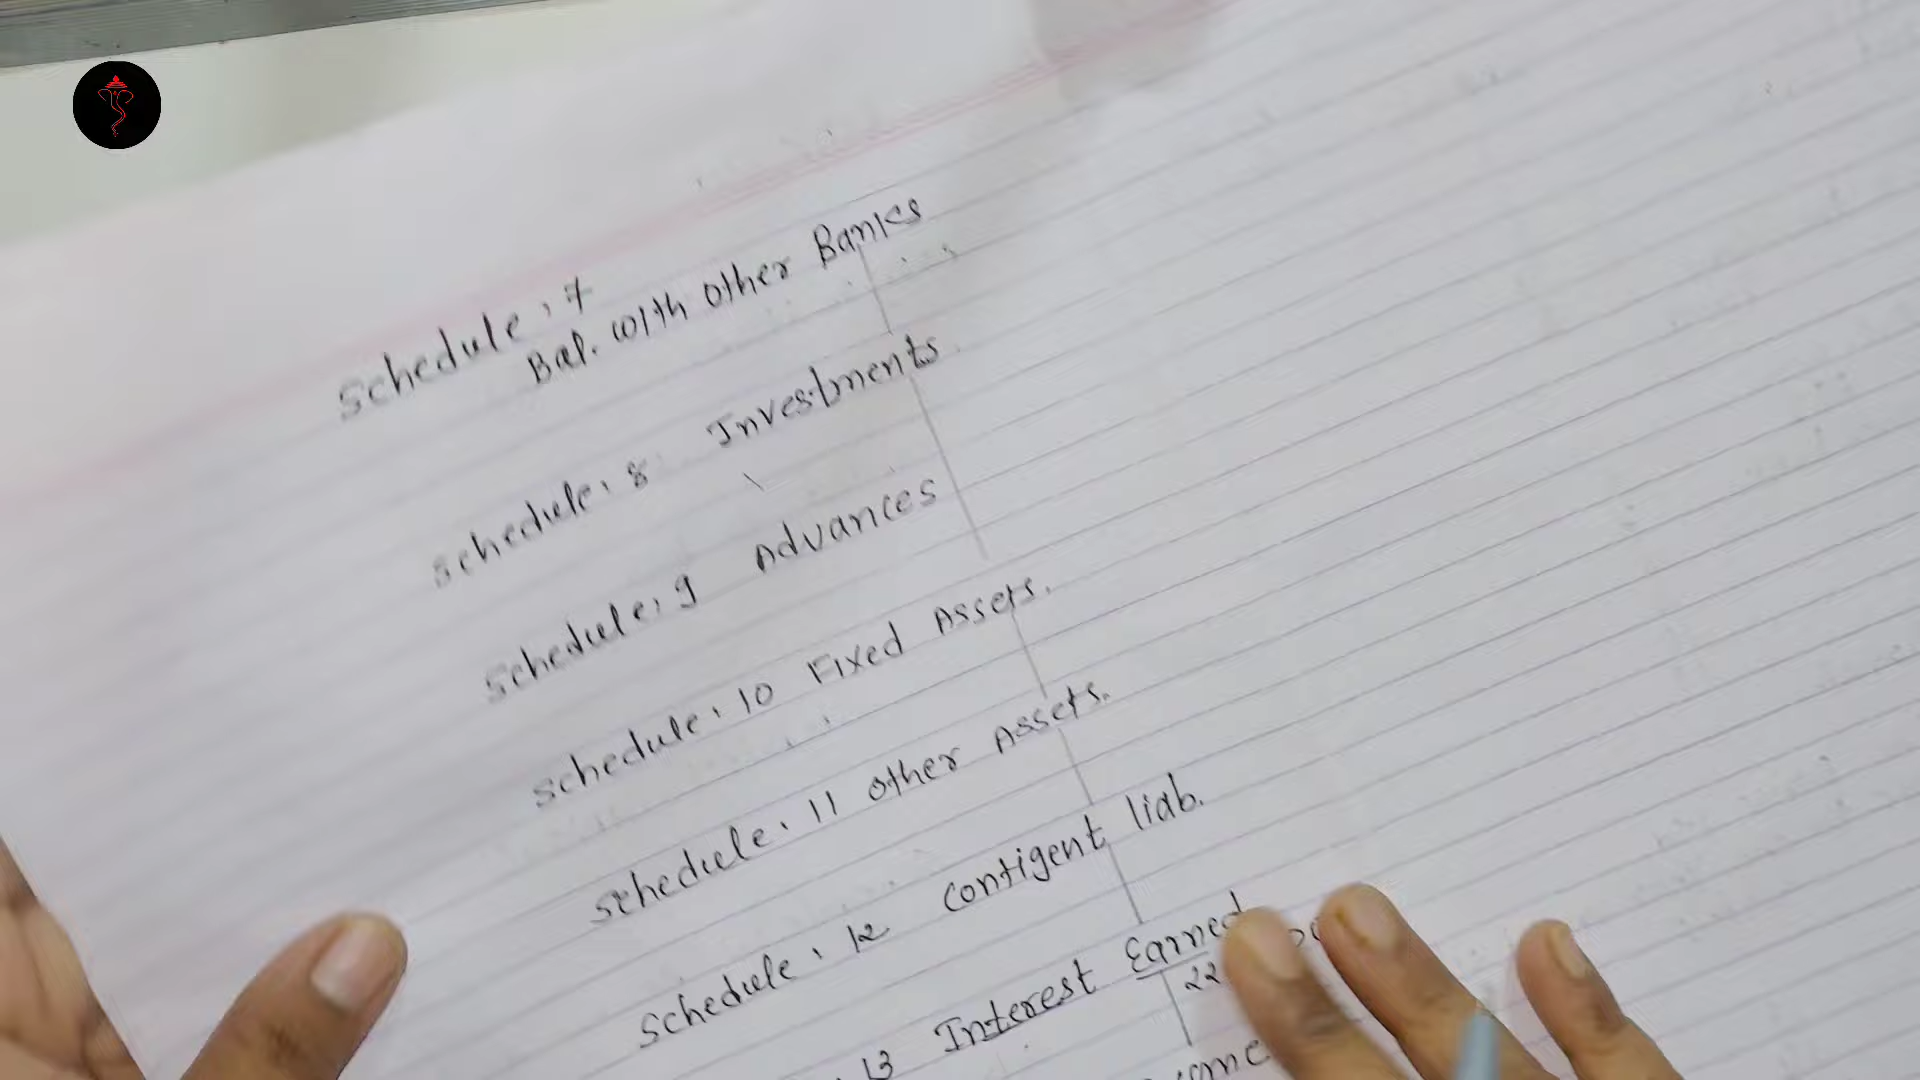 Schedule : 7
Bal. with other Banks
Schedule : 8 Investments
Schedule : 9 Advances
Schedule : 10 Fixed Assets.
Schedule : 11 other Assets.
Schedule : 12 contigent liab.
13 Interest Earned
22